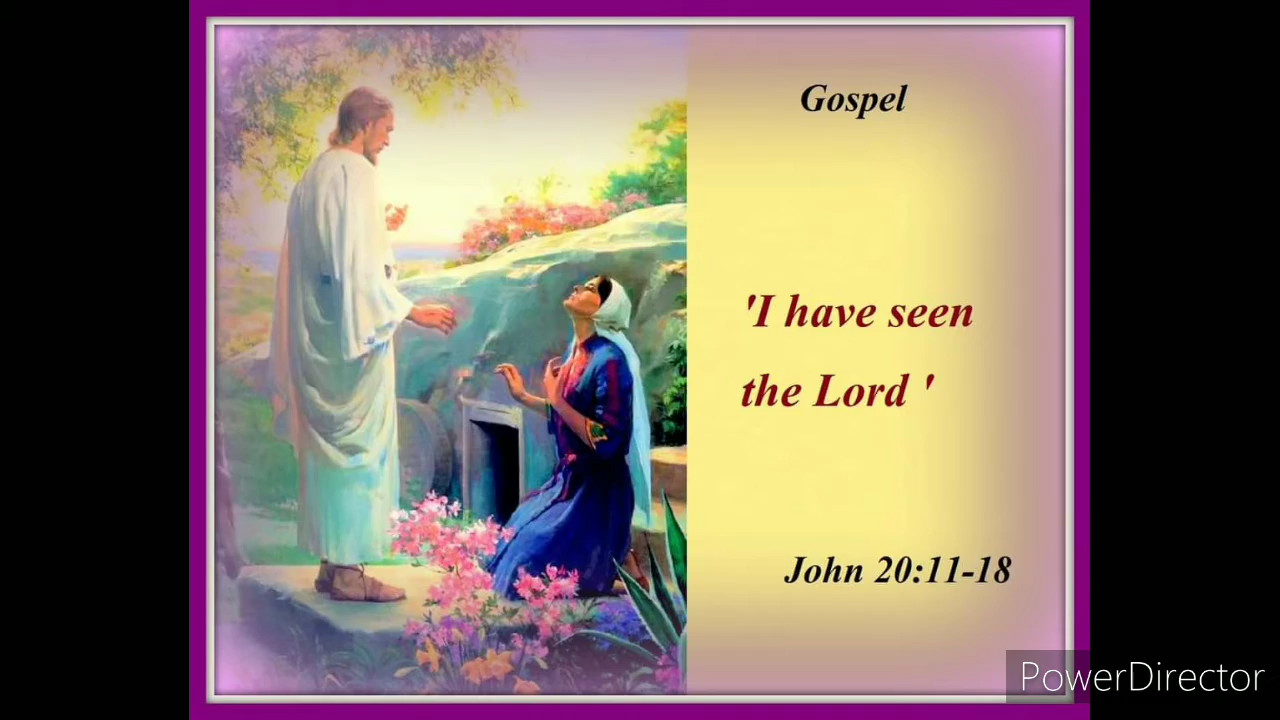 Gospel
'I have seen
the Lord '
John 20:11-18
PowerDirector